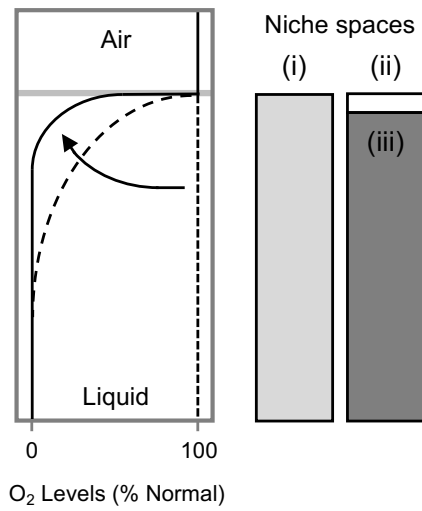 Niche spaces
Air
(i)
(ii)
(iii)
Liquid
0
100
O₂ Levels (% Normal)